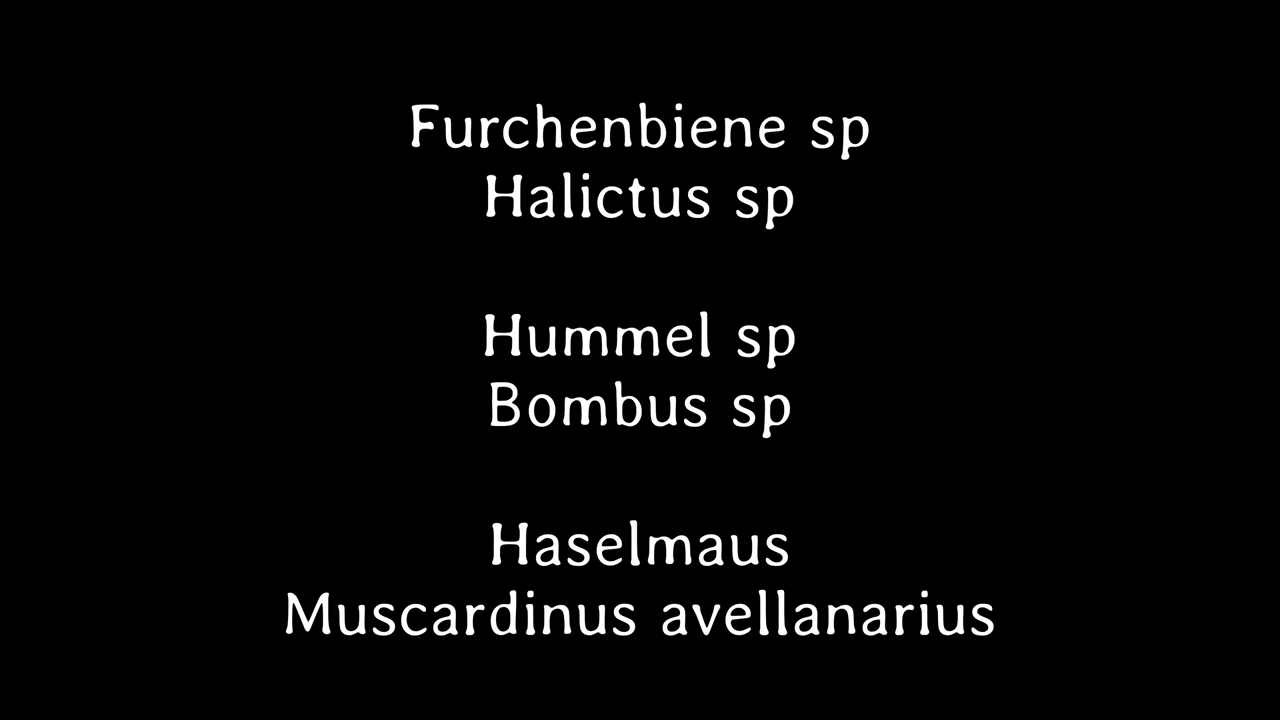 Furchenbiene sp
Halictus sp
Hummel sp
Bombus sp
Haselmaus
Muscardinus avellanarius